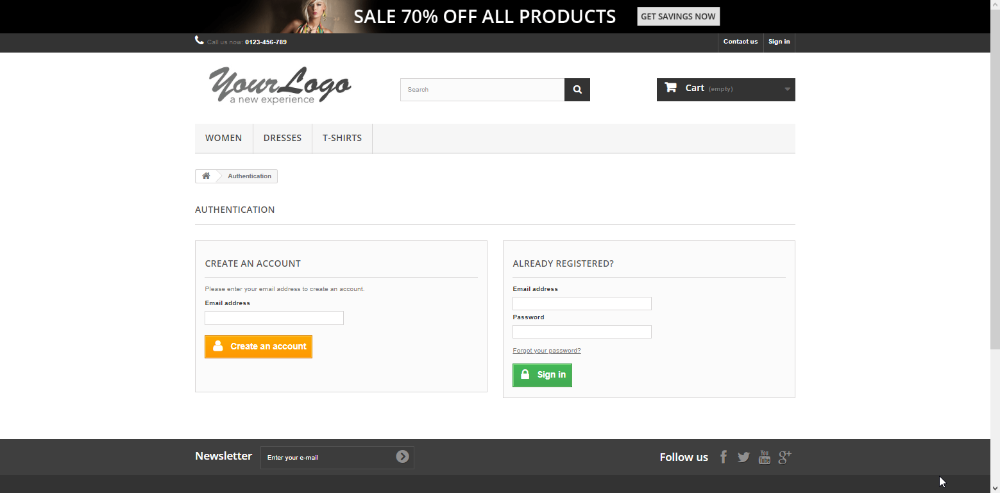 SALE 70% OFF ALL PRODUCTS GET SAVINGS NOW
Call us now: 0123-456-789 Contact us Sign in
YourLogo
a new experience
Search
Cart (empty)
WOMEN DRESSES T-SHIRTS
Authentication
AUTHENTICATION
CREATE AN ACCOUNT
Please enter your email address to create an account.
Email address
Create an account
ALREADY REGISTERED?
Email address
Password
Forgot your password?
Sign in
Newsletter Enter your e-mail
Follow us
You
Tube
g+